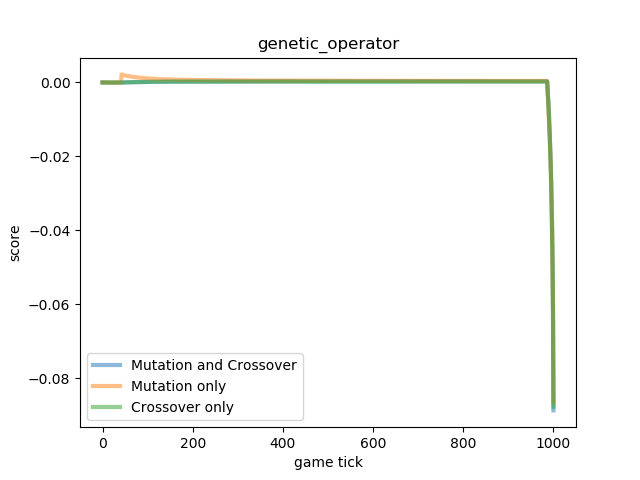 genetic_operator
0.00
−0.02
−0.04
−0.06
−0.08
score
Mutation and Crossover
Mutation only
Crossover only
0 200 400 600 800 1000
game tick